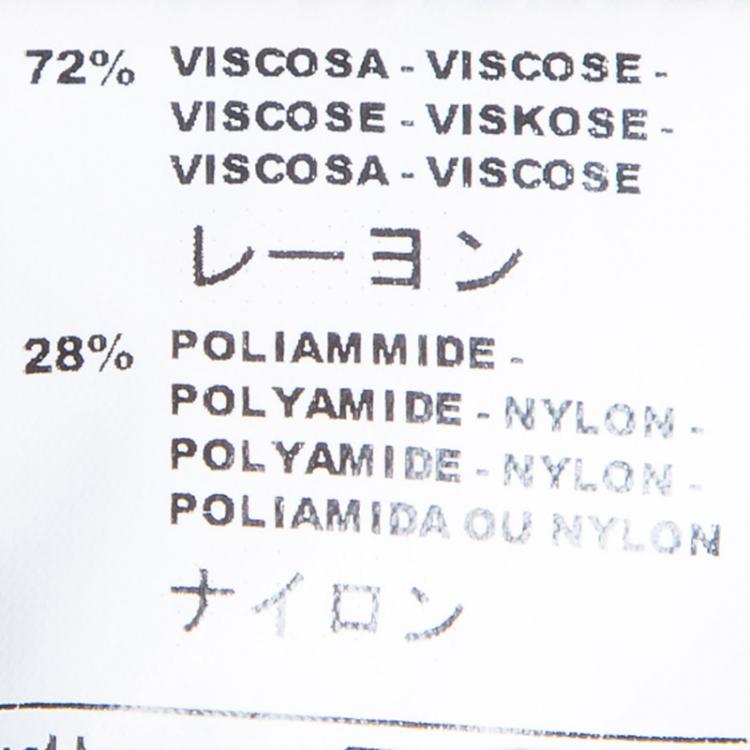 72% VISCOSA - VISCOSE -
VISCOSE - VISKOSE -
VISCOSA - VISCOSE
レーヨン
28% POLIAMMIDE -
POLYAMIDE - NYLON -
POLYAMIDE - NYLON -
POLIAMIDA OU NYLON
ナイロン